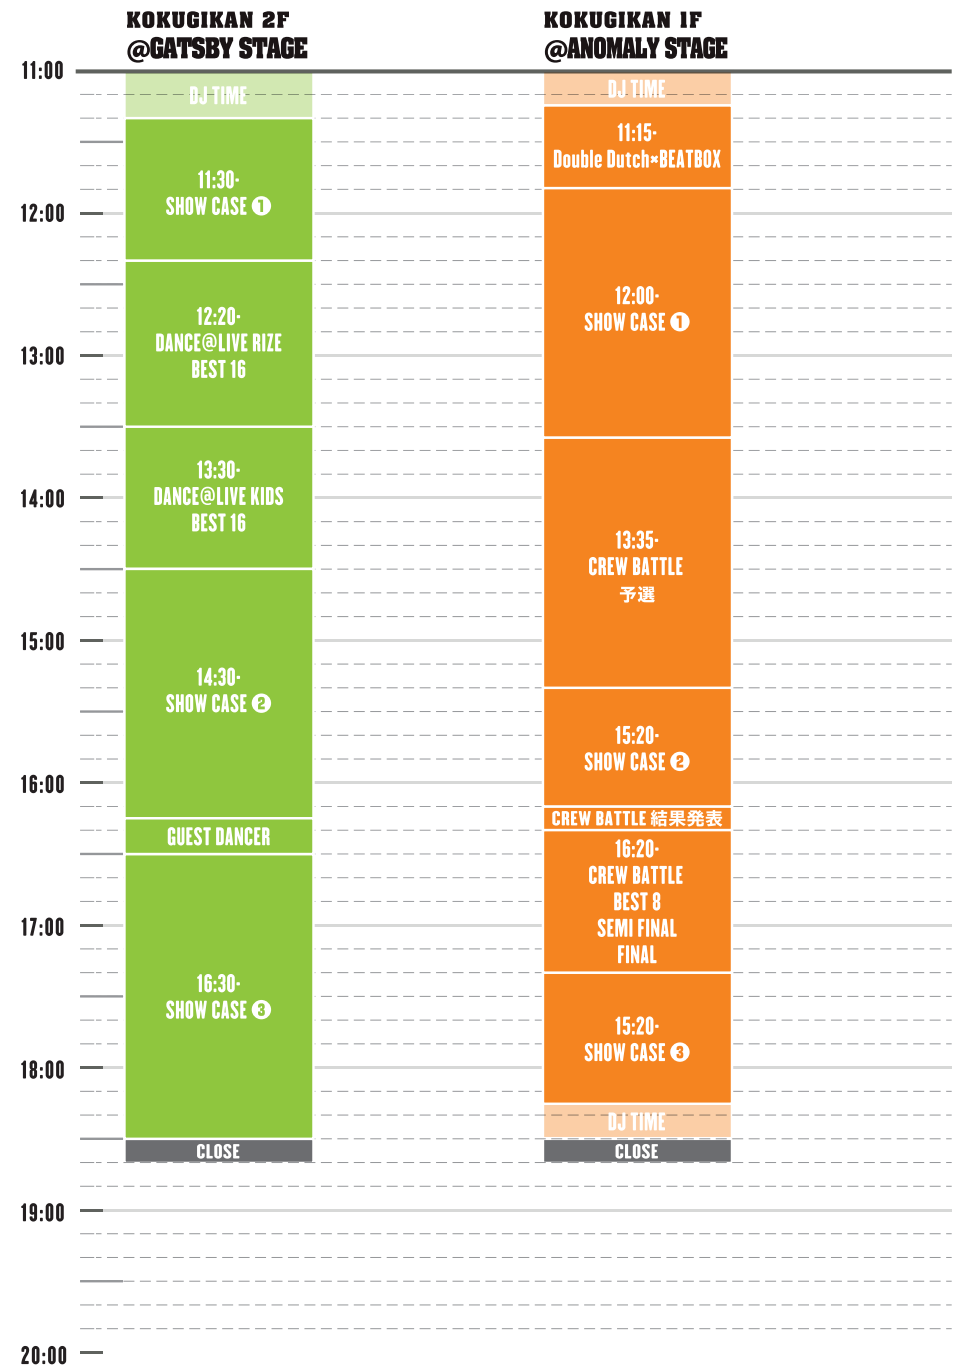 KOKUGIKAN 2F
@GATSBY STAGE
KOKUGIKAN 1F
@ANOMALY STAGE
11:00
12:00
13:00
14:00
15:00
16:00
17:00
18:00
19:00
20:00
DJ TIME
11:30-
SHOW CASE ❶
12:20-
DANCE@LIVE RIZE
BEST 16
13:30-
DANCE@LIVE KIDS
BEST 16
14:30-
SHOW CASE ❷
GUEST DANCER
16:30-
SHOW CASE ❸
CLOSE
DJ TIME
11:15-
Double Dutch×BEATBOX
12:00-
SHOW CASE ❶
13:35-
CREW BATTLE
予選
15:20-
SHOW CASE ❷
CREW BATTLE 結果発表
16:20-
CREW BATTLE
BEST 8
SEMI FINAL
FINAL
15:20-
SHOW CASE ❸
DJ TIME
CLOSE